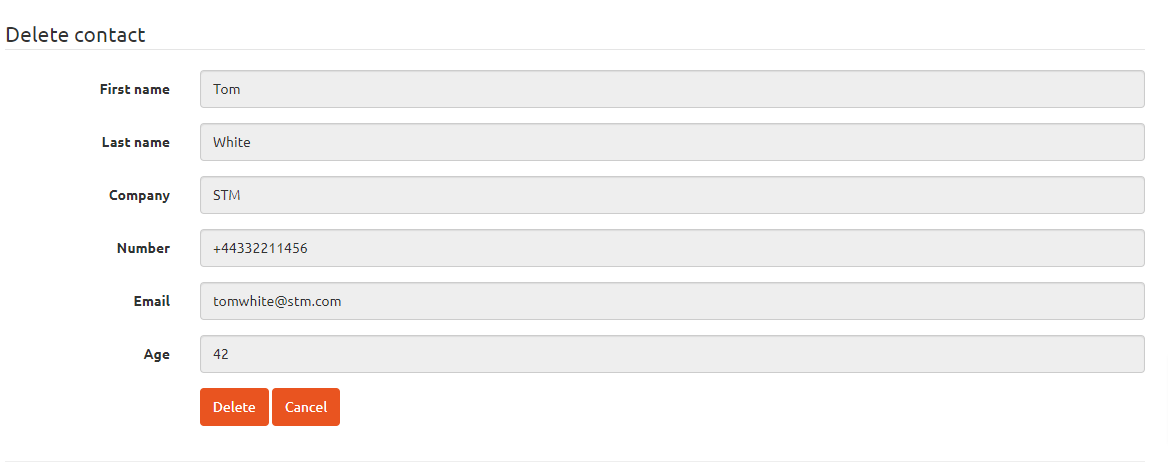 Delete contact
First name Tom
Last name White
Company STM
Number +44332211456
Email tomwhite@stm.com
Age 42
Delete Cancel